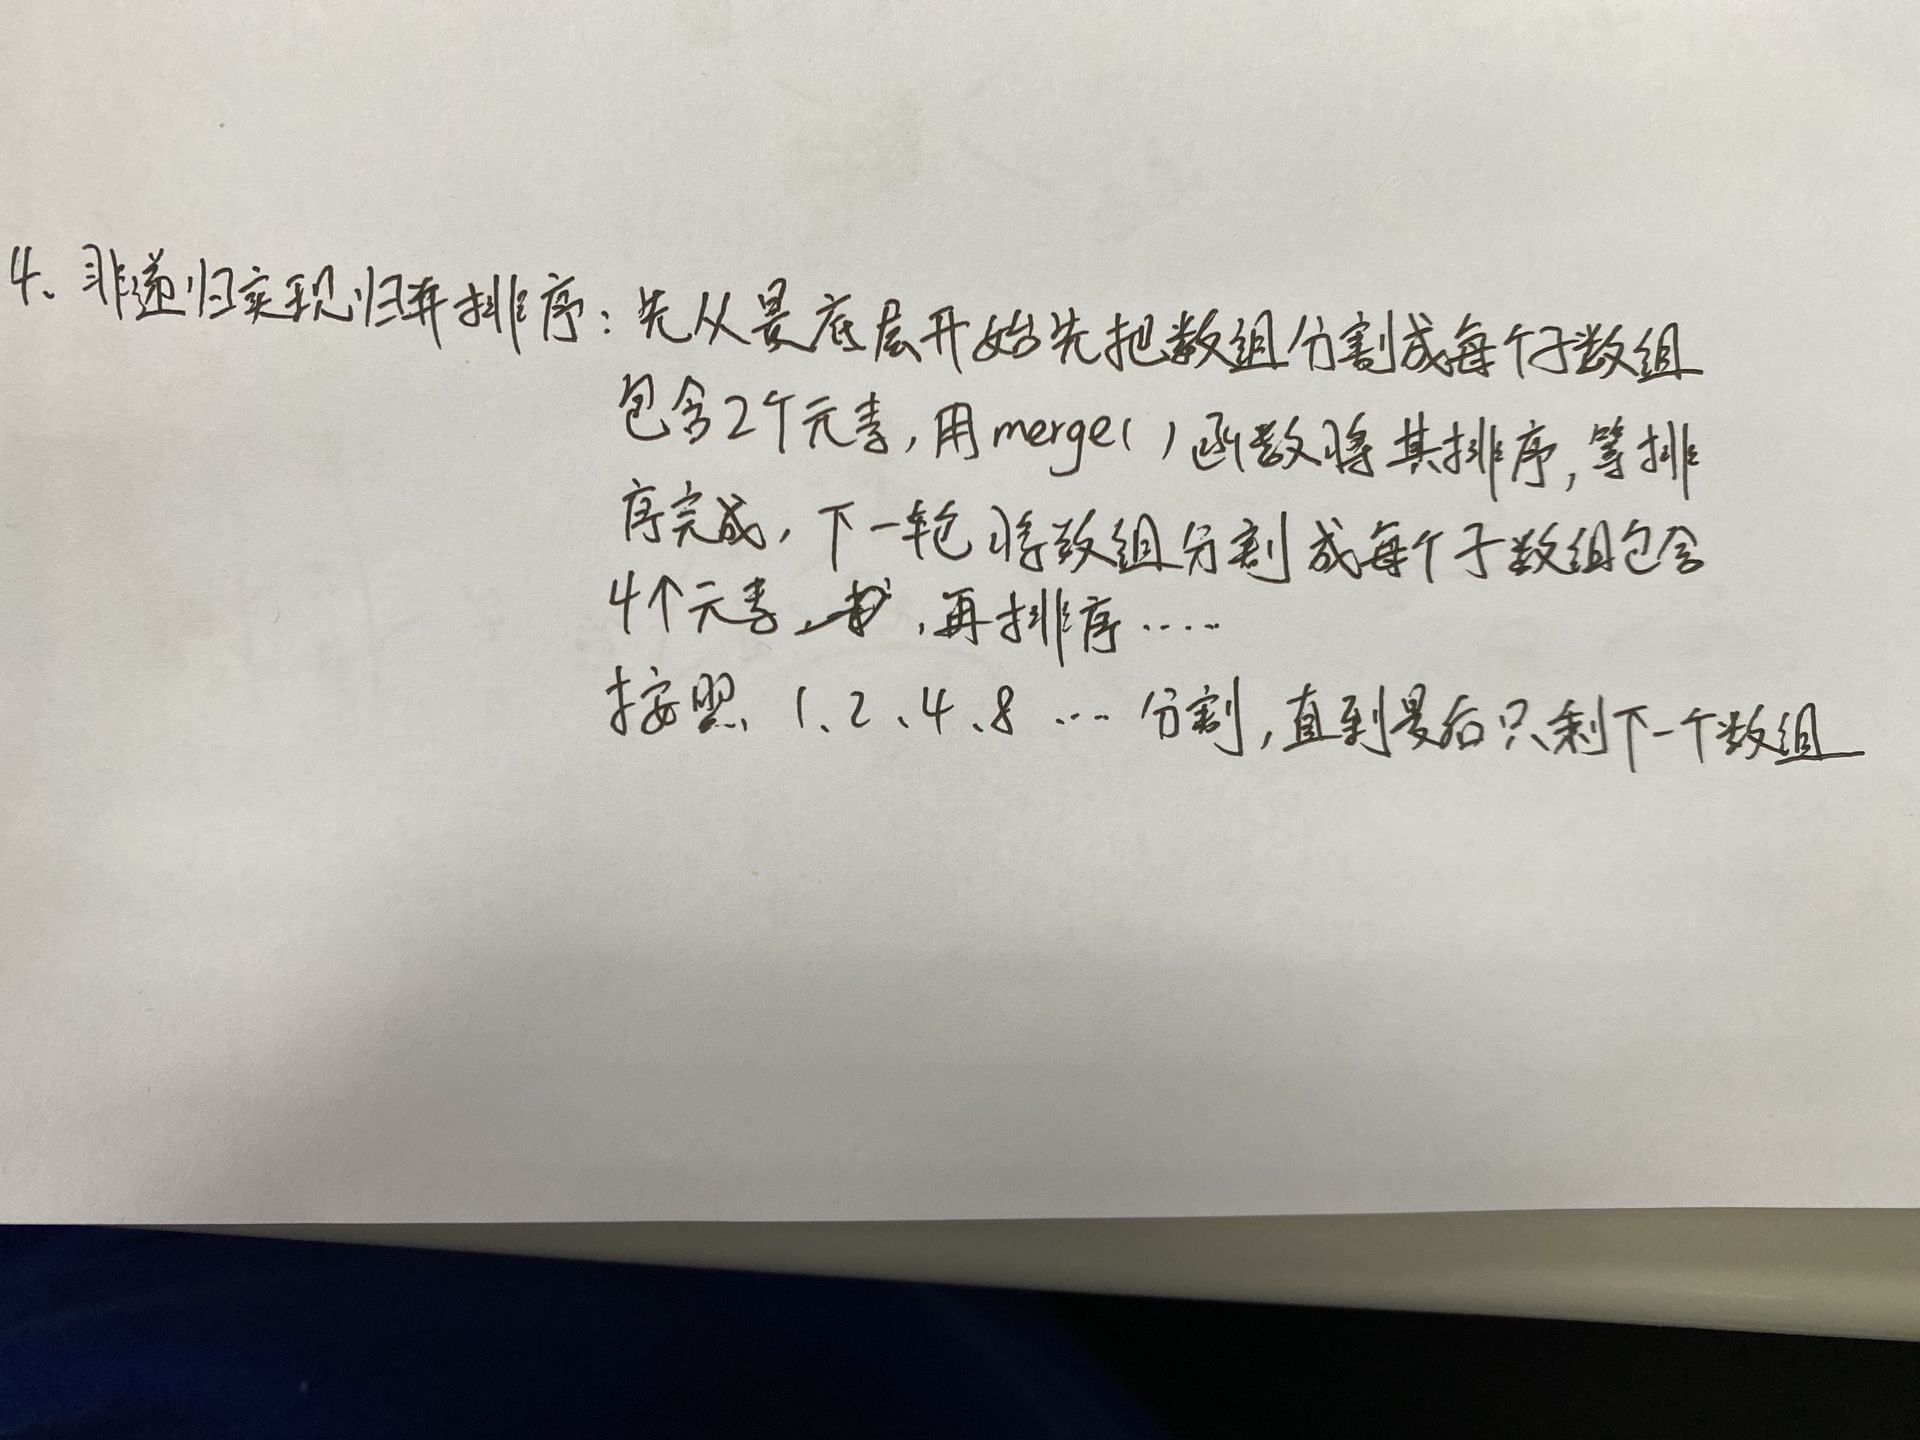 4、非递归实现归并排序：先从最底层开始先把数组分割成每个子数组
包含2个元素，用merge()函数将其排序，等排
序完成，下一轮将数组分割成每个子数组包含
4个元素，再排序……
按照 1、2、4、8 …… 分割，直到最后只剩下一个数组